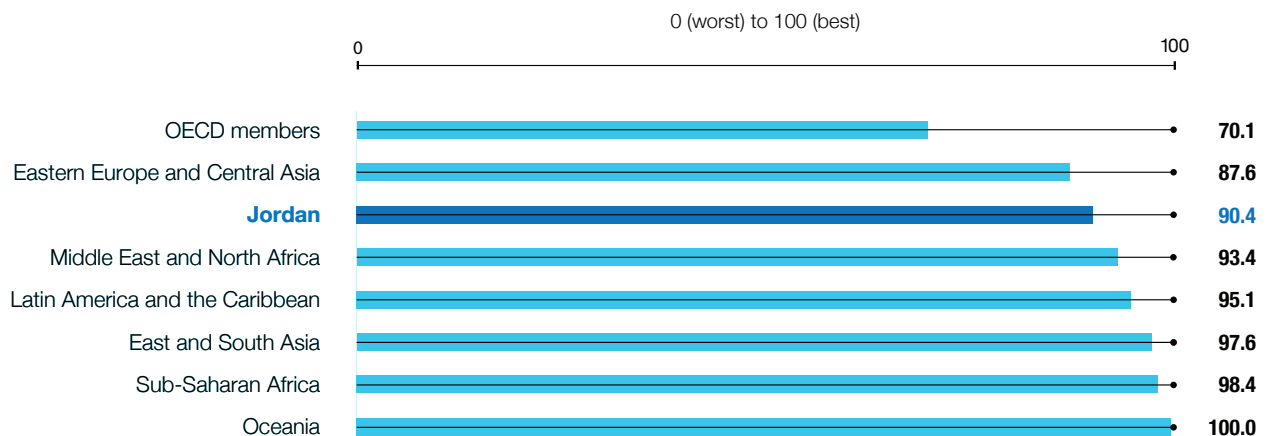 0 (worst) to 100 (best)
0 100
OECD members 70.1
Eastern Europe and Central Asia 87.6
Jordan 90.4
Middle East and North Africa 93.4
Latin America and the Caribbean 95.1
East and South Asia 97.6
Sub-Saharan Africa 98.4
Oceania 100.0